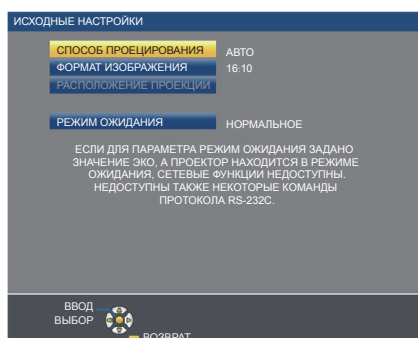 ИСХОДНЫЕ НАСТРОЙКИ
СПОСОБ ПРОЕЦИРОВАНИЯ АВТО
ФОРМАТ ИЗОБРАЖЕНИЯ 16:10
РАСПОЛОЖЕНИЕ ПРОЕКЦИИ
РЕЖИМ ОЖИДАНИЯ НОРМАЛЬНОЕ
ЕСЛИ ДЛЯ ПАРАМЕТРА РЕЖИМ ОЖИДАНИЯ ЗАДАНО
ЗНАЧЕНИЕ ЭКО, А ПРОЕКТОР НАХОДИТСЯ В РЕЖИМЕ
ОЖИДАНИЯ, СЕТЕВЫЕ ФУНКЦИИ НЕДОСТУПНЫ.
НЕДОСТУПНЫ ТАКЖЕ НЕКОТОРЫЕ КОМАНДЫ
ПРОТОКОЛА RS-232C.
ВВОД
ВЫБОР
ВОЗВРАТ